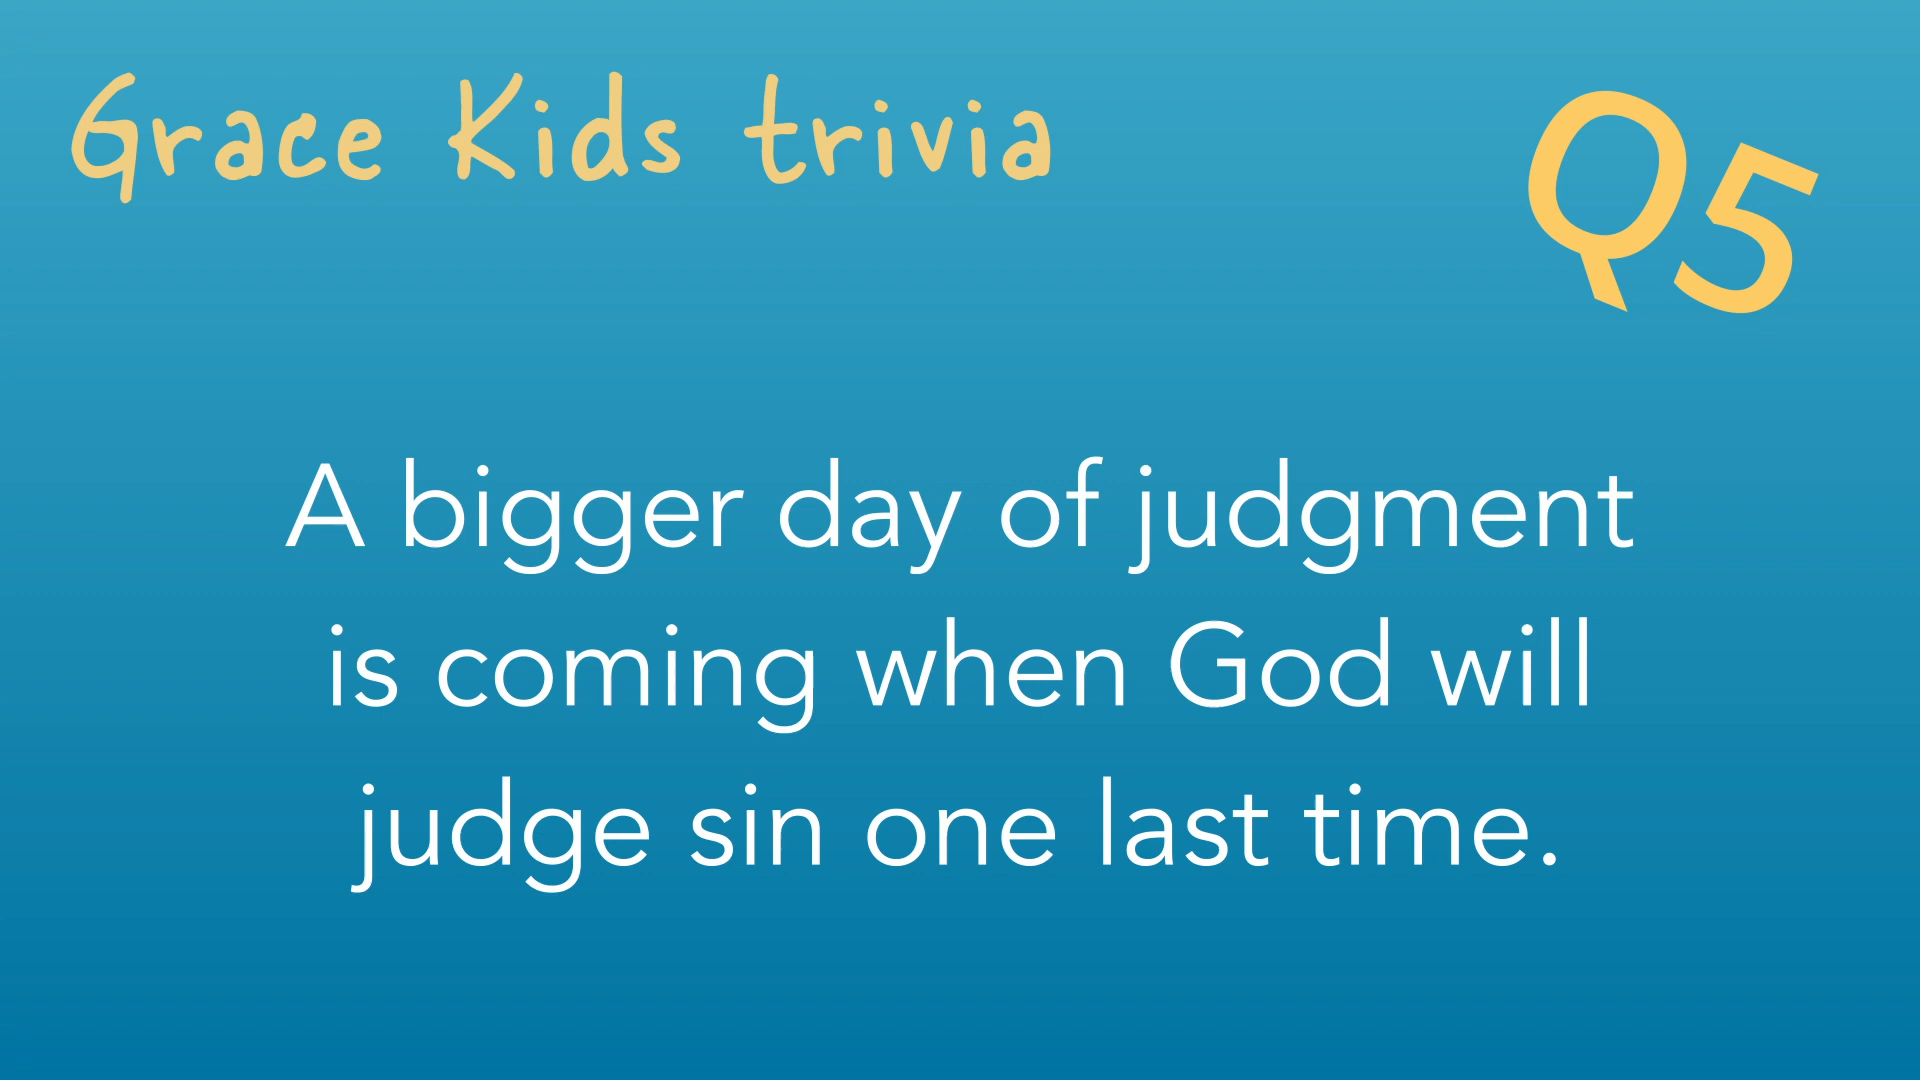 Grace Kids trivia
Q5
A bigger day of judgment
is coming when God will
judge sin one last time.